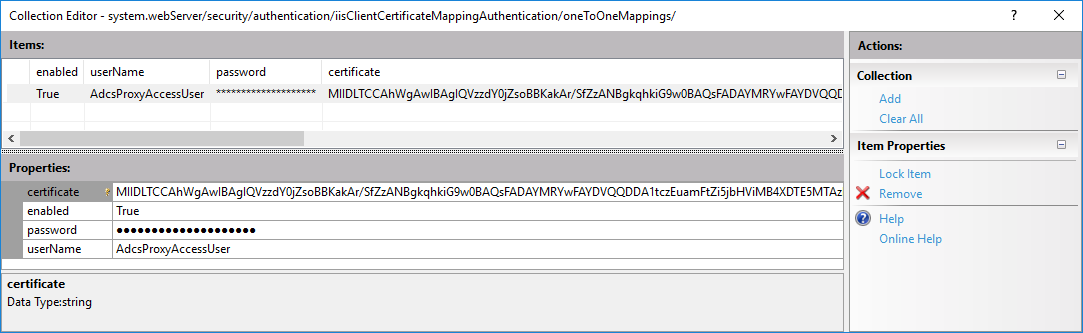 Collection Editor - system.webServer/security/authentication/iisClientCertificateMappingAuthentication/oneToOneMappings/
Items:
enabled userName password certificate
True AdcsProxyAccessUser ******************** MIIDLTCCAhWgAwIBAgIQVzzdY0jZsoBBKakAr/SfZzANBgkqhkiG9w0BAQsFADAYMRYwFAYDVQQD
Properties:
certificate MIIDLTCCAhWgAwIBAgIQVzzdY0jZsoBBKakAr/SfZzANBgkqhkiG9w0BAQsFADAYMRYwFAYDVQQDDA1tczEuamFtZi5jbHViMB4XDTE5MTAz
enabled True
password ●●●●●●●●●●●●●●●●●●●●
userName AdcsProxyAccessUser
certificate
Data Type:string
Actions:
Collection
Add
Clear All
Item Properties
Lock Item
Remove
Help
Online Help